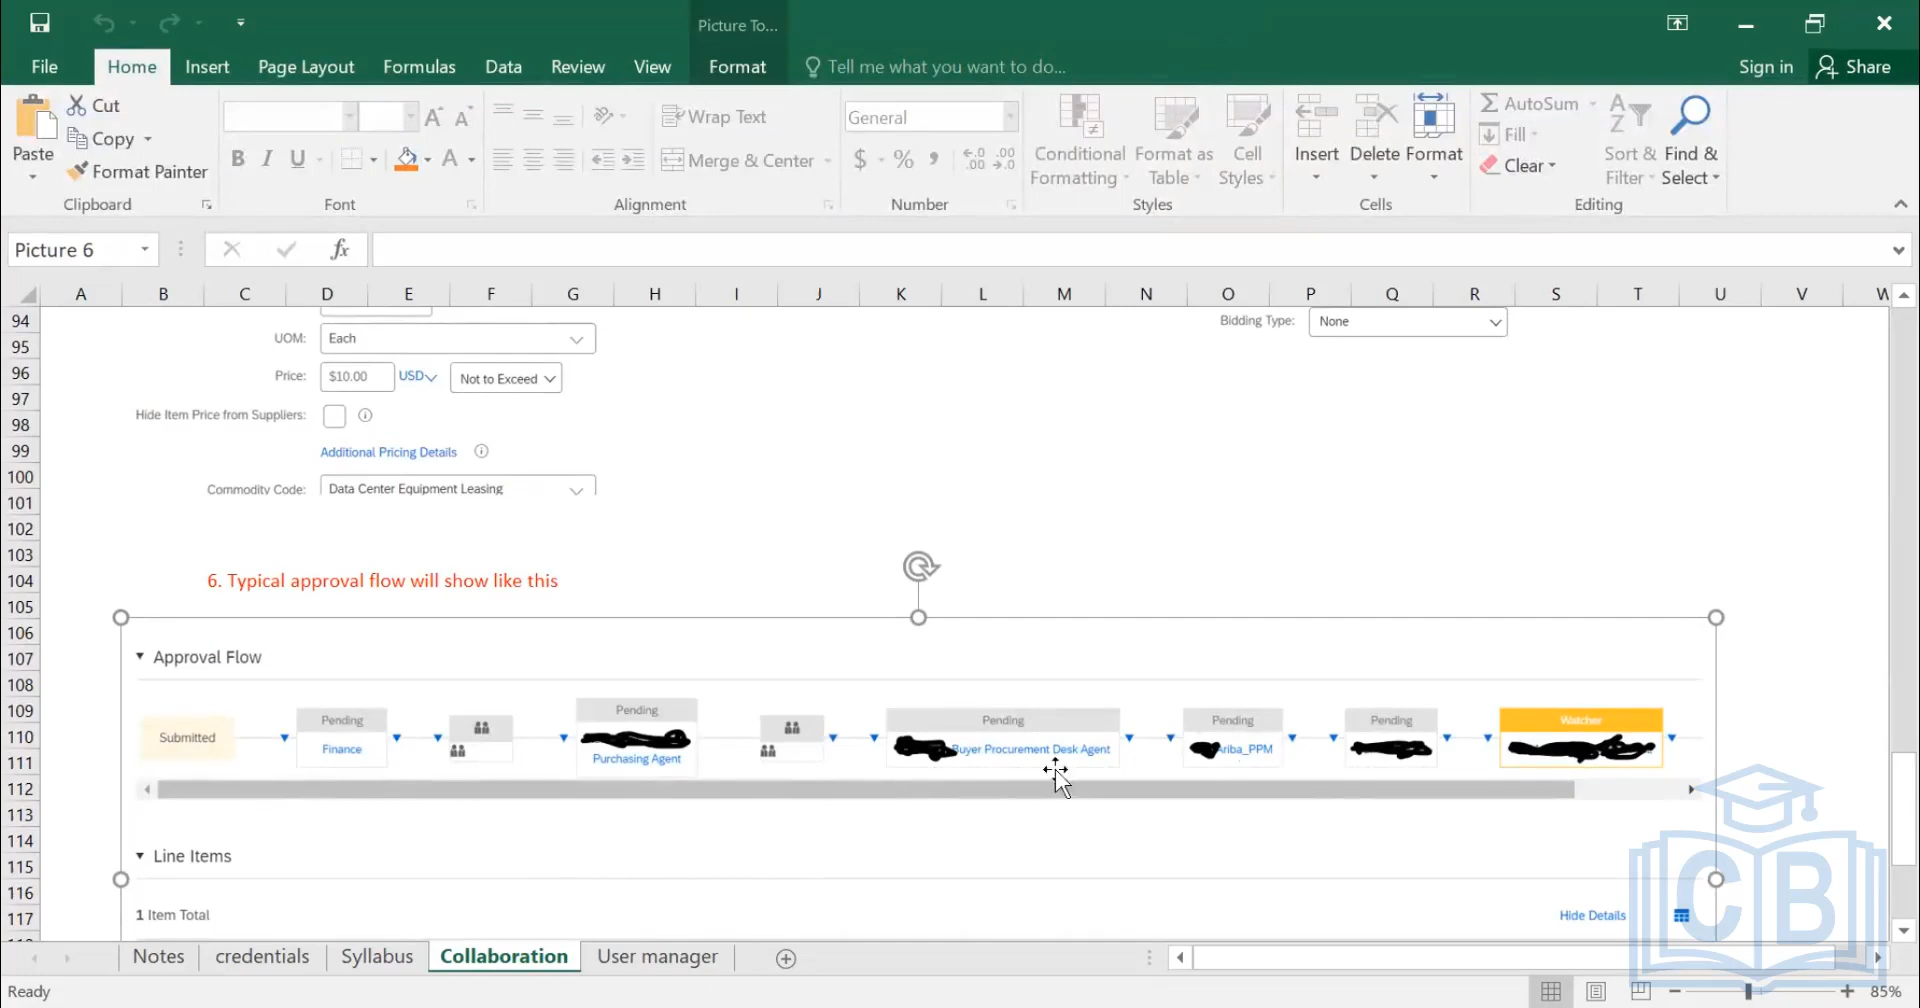 Picture To...
File Home Insert Page Layout Formulas Data Review View Format Tell me what you want to do... Sign in Share
Paste
Cut
Copy
Format Painter
Clipboard
B I U A
Font
Wrap Text
Merge & Center
Alignment
General
$ % ,
Number
Conditional Formatting
Format as Table
Cell Styles
Styles
Insert Delete Format
Cells
AutoSum
Fill
Clear
Sort & Filter
Find & Select
Editing
Picture 6 fx
A B C D E F G H I J K L M N O P Q R S T U V W
94
95
96
97
98
99
100
101
102
103
104
105
106
107
108
109
110
111
112
113
114
115
116
117
Bidding Type: None
UOM: Each
Price: $10.00 USD Not to Exceed
Hide Item Price from Suppliers:
Additional Pricing Details
Commodity Code: Data Center Equipment Leasing
6. Typical approval flow will show like this
Approval Flow
Submitted
Pending
Finance
Pending
Purchasing Agent
Pending
Buyer Procurement Desk Agent
Pending
Ariba_PPM
Pending
Watcher
Line Items
1 Item Total
Hide Details
CB
Notes credentials Syllabus Collaboration User manager
Ready
85%